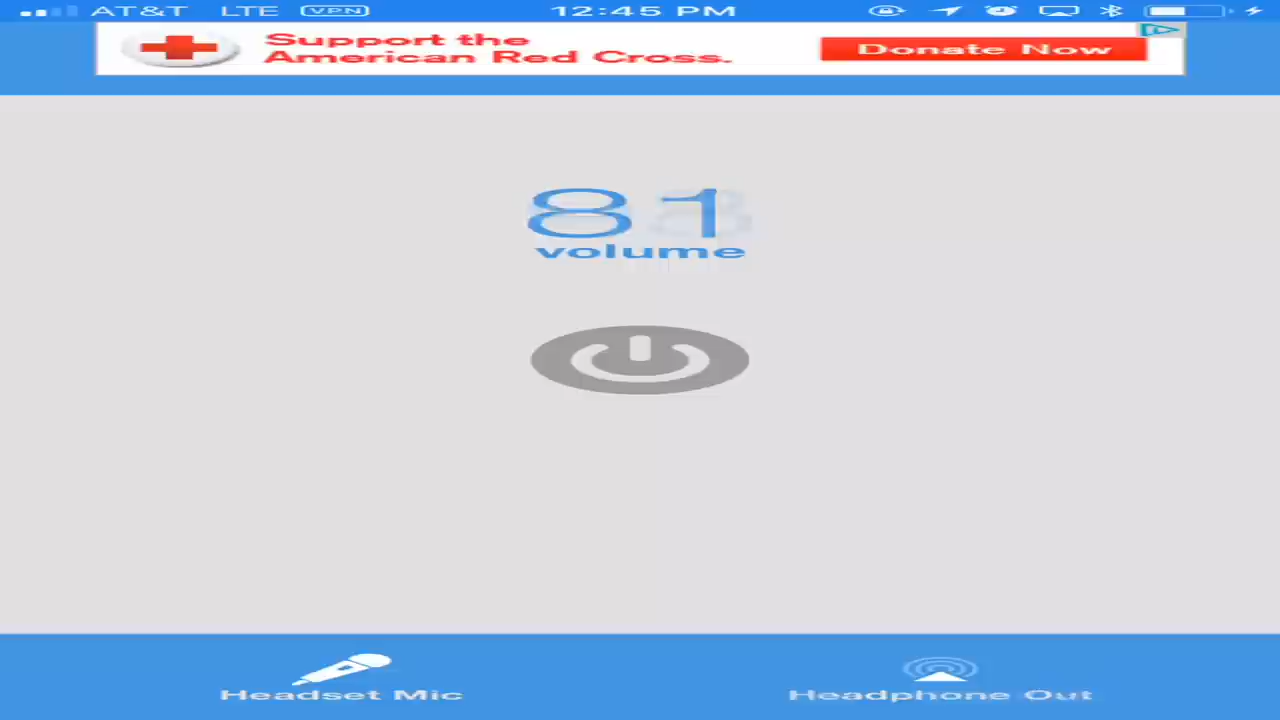 AT&T LTE VPN 12:45 PM
Support the
American Red Cross.
Donate Now
81
volume
Headset Mic
Headphone Out